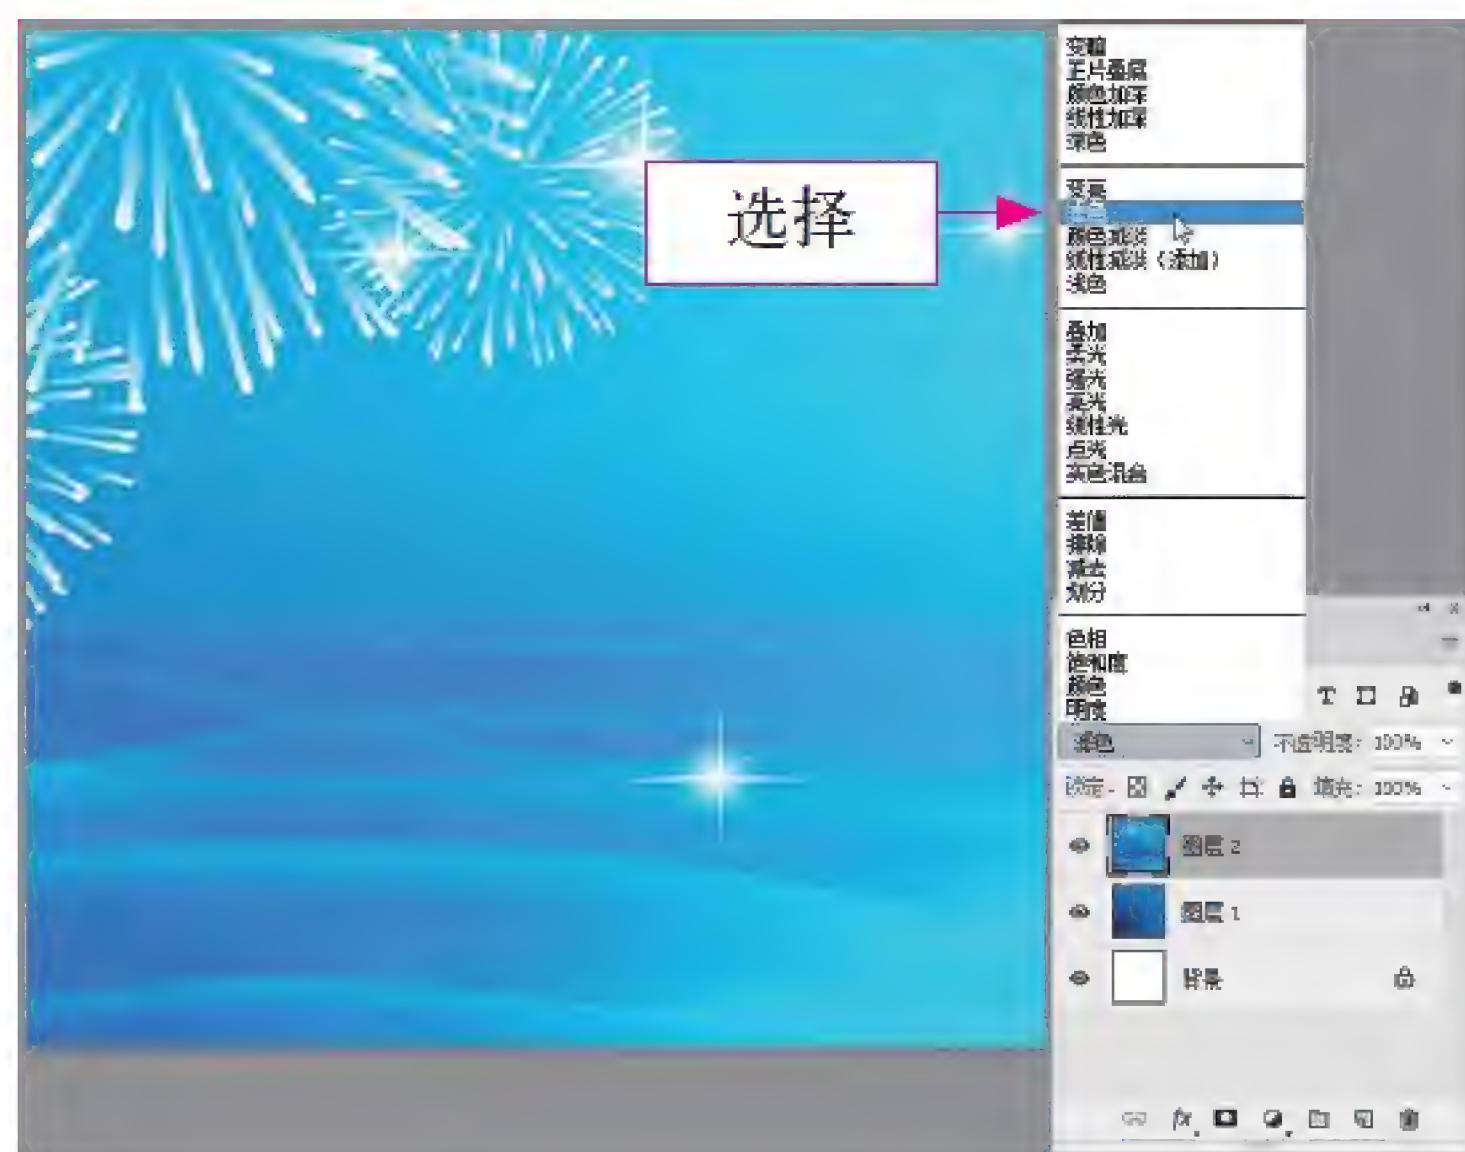 变暗
正片叠底
颜色加深
线性加深
深色
变亮
滤色
选择
颜色减淡
线性减淡（添加）
浅色
叠加
柔光
强光
亮光
线性光
点光
实色混合
差值
排除
减去
划分
色相
饱和度
颜色
明度
T
滤色 不透明度: 100%
锁定: 填充: 100%
图层 2
图层 1
背景
fx